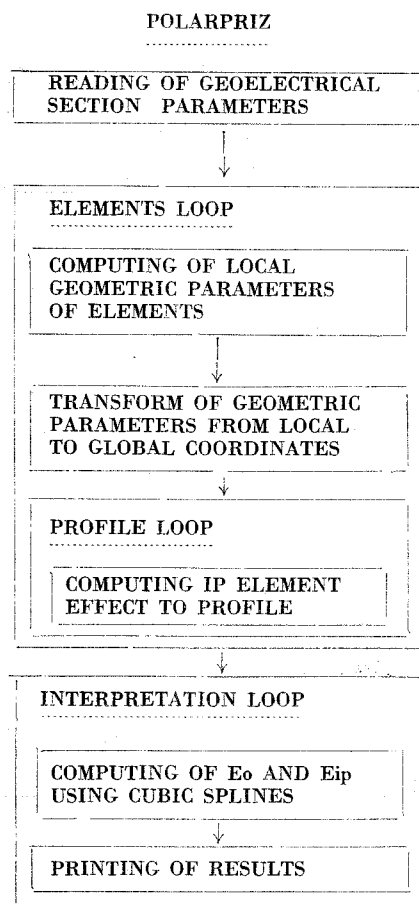 POLARPRIZ
READING OF GEOELECTRICAL
SECTION PARAMETERS
ELEMENTS LOOP
COMPUTING OF LOCAL
GEOMETRIC PARAMETERS
OF ELEMENTS
TRANSFORM OF GEOMETRIC
PARAMETERS FROM LOCAL
TO GLOBAL COORDINATES
PROFILE LOOP
COMPUTING IP ELEMENT
EFFECT TO PROFILE
INTERPRETATION LOOP
COMPUTING OF Eo AND Eip
USING CUBIC SPLINES
PRINTING OF RESULTS